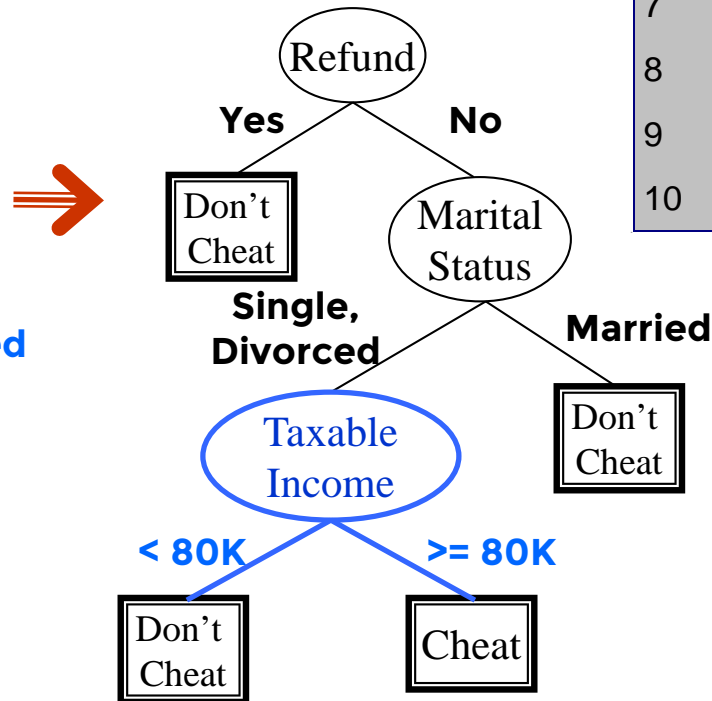 Refund
7
8
9
10
Yes
No
Don't
Cheat
Marital
Status
Single,
Divorced
Married
Taxable
Income
Don't
Cheat
< 80K
>= 80K
Don't
Cheat
Cheat